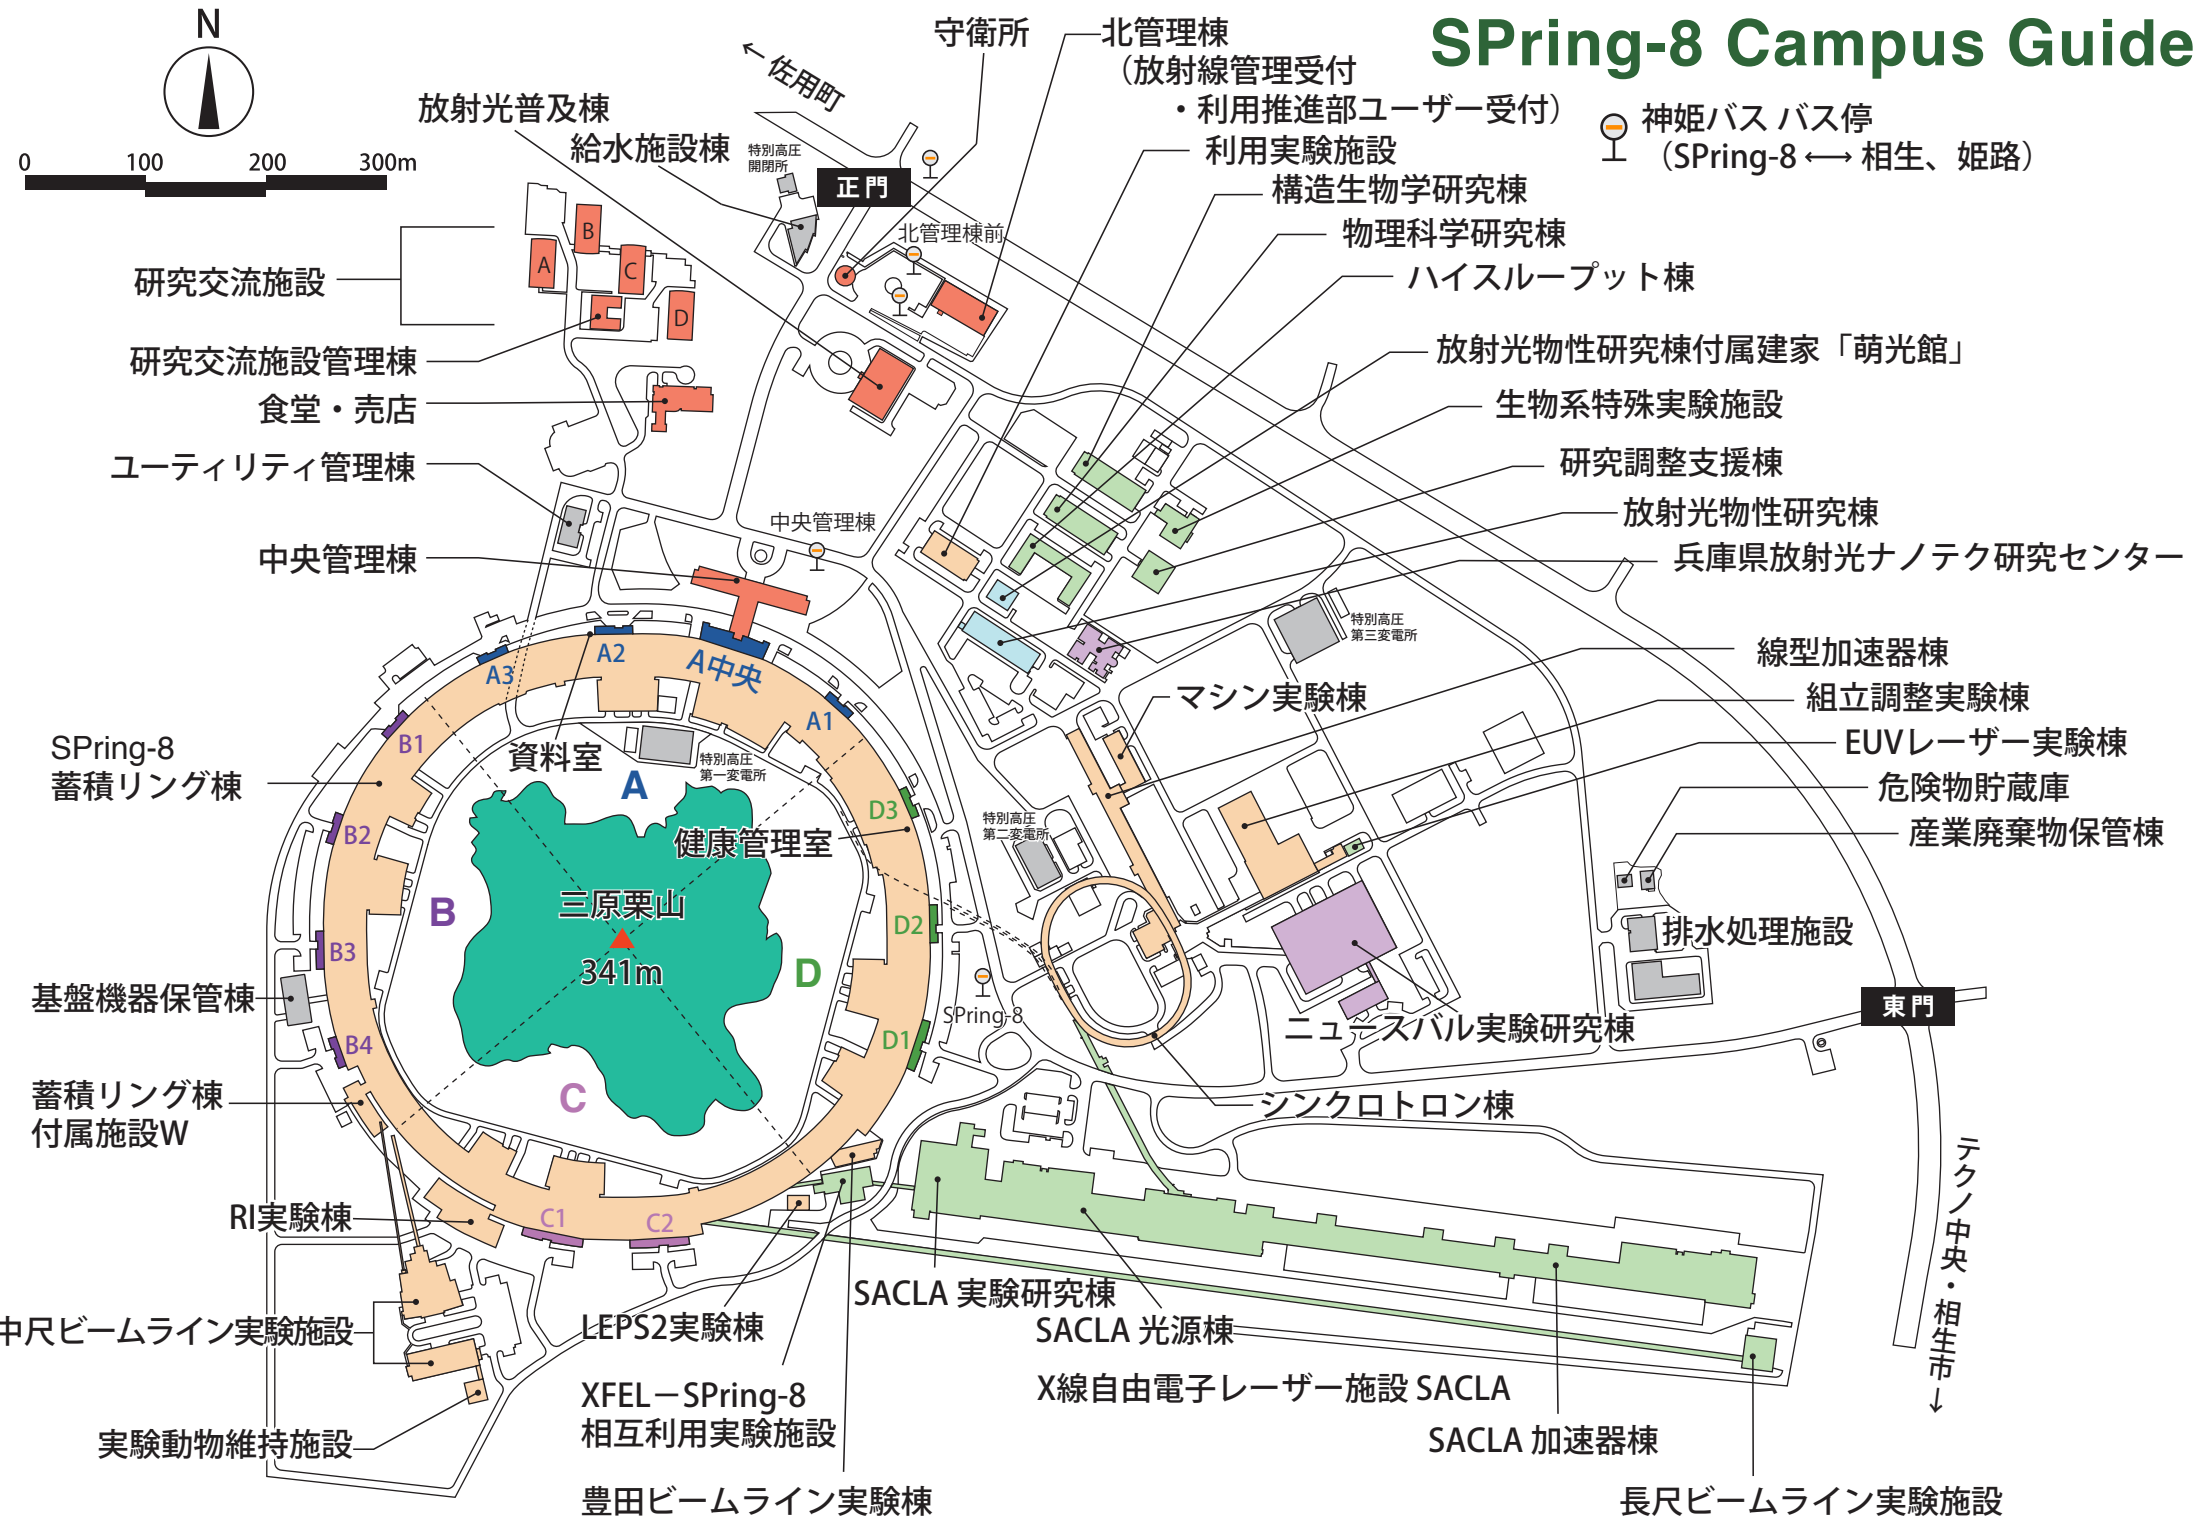 SPring-8 Campus Guide
N
0 100 200 300m
← 佐用町
神姫バス バス停
（SPring-8 ⟷ 相生、姫路）
守衛所
北管理棟
（放射線管理受付
・利用推進部ユーザー受付）
放射光普及棟
給水施設棟
特別高圧
開閉所
正門
北管理棟前
利用実験施設
構造生物学研究棟
物理科学研究棟
ハイスループット棟
放射光物性研究棟付属建家「萌光館」
生物系特殊実験施設
研究調整支援棟
放射光物性研究棟
兵庫県放射光ナノテク研究センター
研究交流施設
A
B
C
D
研究交流施設管理棟
食堂・売店
ユーティリティ管理棟
中央管理棟
中央管理棟
特別高圧
第三変電所
線型加速器棟
マシン実験棟
組立調整実験棟
EUVレーザー実験棟
危険物貯蔵庫
産業廃棄物保管棟
排水処理施設
A3
A2
A中央
A1
B1
B2
B3
B4
C1
C2
D1
D2
D3
SPring-8
蓄積リング棟
資料室
特別高圧
第一変電所
A
B
C
D
健康管理室
三原栗山
341m
特別高圧
第二変電所
SPring-8
基盤機器保管棟
蓄積リング棟
付属施設W
ニュースバル実験研究棟
東門
シンクロトロン棟
テクノ中央・相生市→
RI実験棟
中尺ビームライン実験施設
実験動物維持施設
LEPS2実験棟
XFEL－SPring-8
相互利用実験施設
豊田ビームライン実験棟
SACLA 実験研究棟
SACLA 光源棟
X線自由電子レーザー施設 SACLA
SACLA 加速器棟
長尺ビームライン実験施設